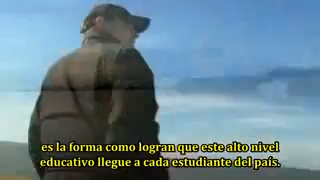 es la forma como logran que este alto nivel
educativo llegue a cada estudiante del país.